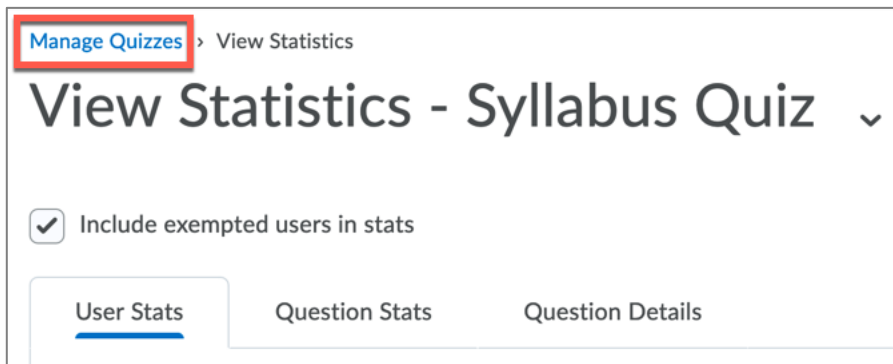 Manage Quizzes › View Statistics
View Statistics - Syllabus Quiz
Include exempted users in stats
User Stats Question Stats Question Details